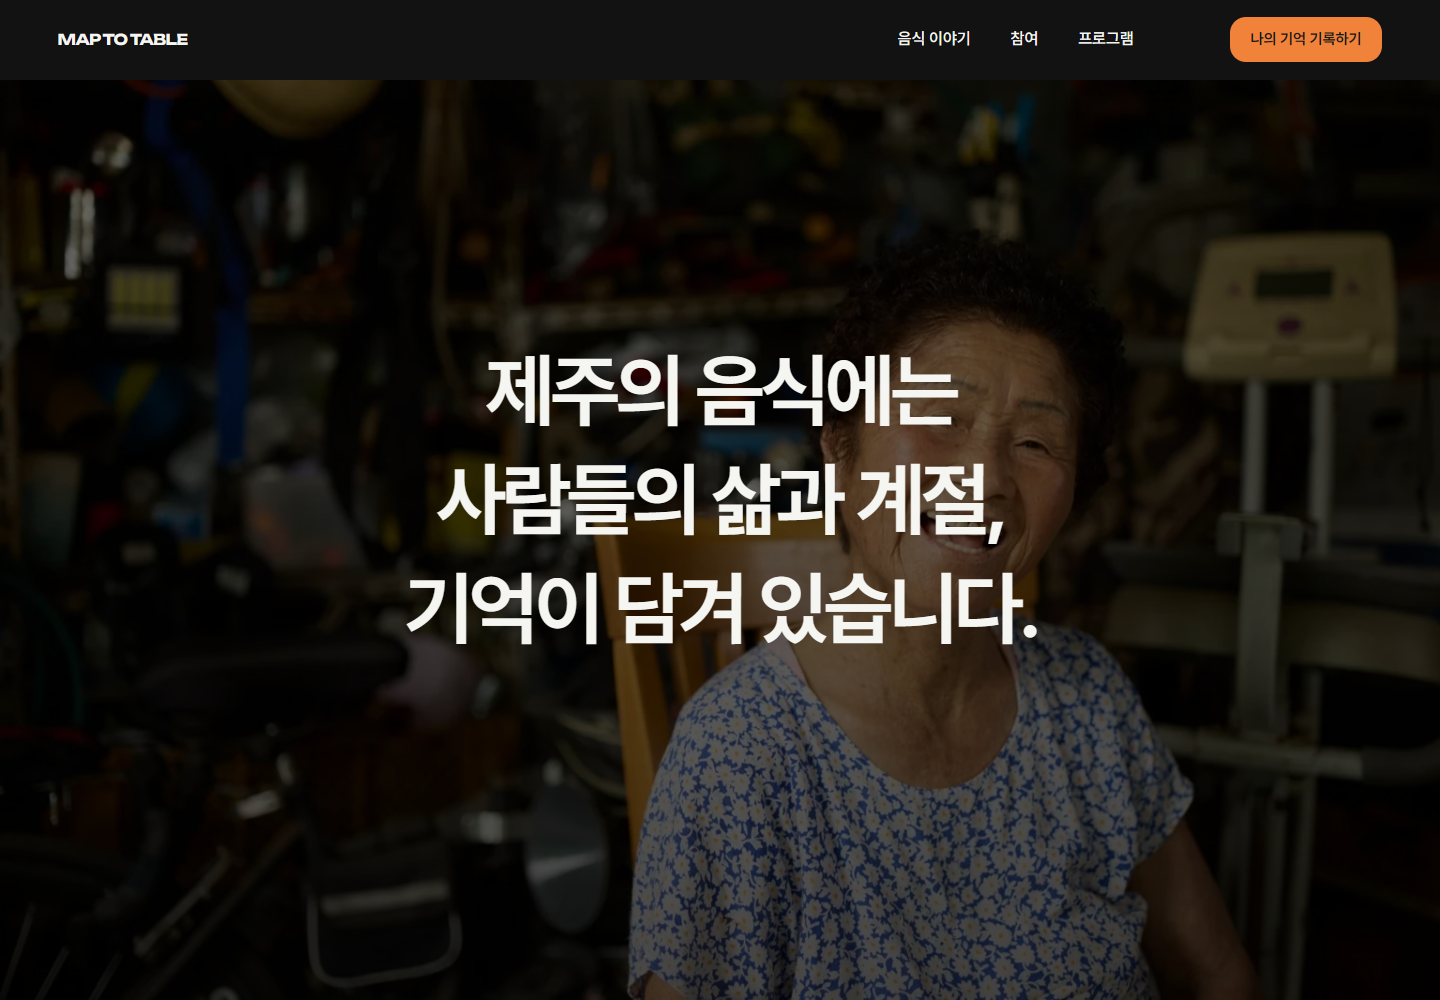 MAP TO TABLE
음식 이야기
참여
프로그램
나의 기억 기록하기
제주의 음식에는
사람들의 삶과 계절,
기억이 담겨 있습니다.